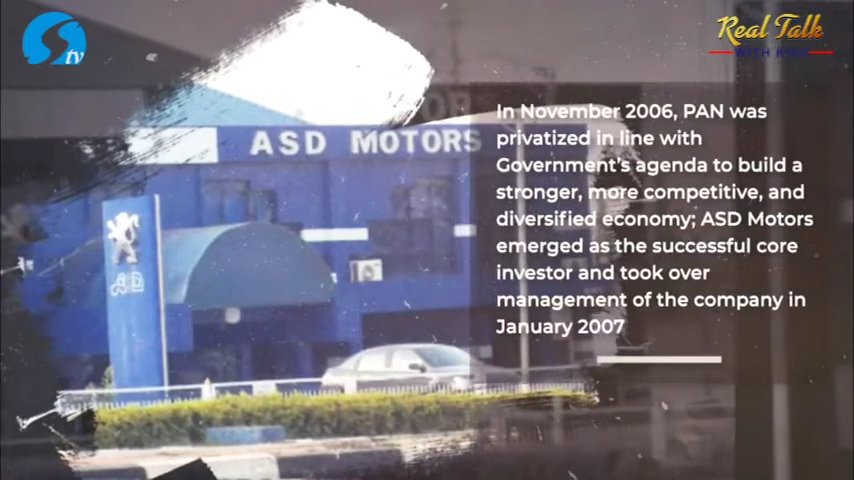 S tv
Real Talk
ASD MOTORS
In November 2006, PAN was
privatized in line with
Government's agenda to build a
stronger, more competitive, and
diversified economy; ASD Motors
emerged as the successful core
investor and took over
management of the company in
January 2007